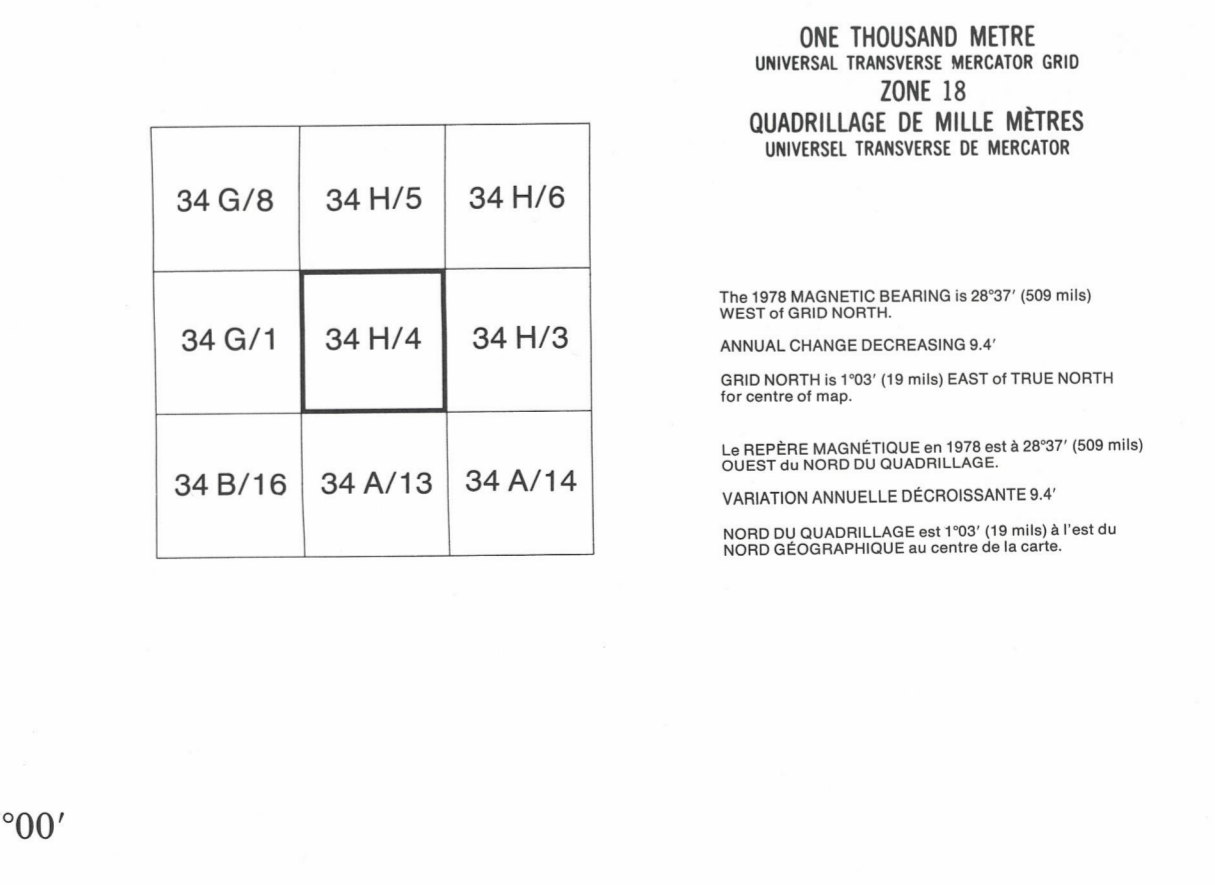 ONE THOUSAND METRE
UNIVERSAL TRANSVERSE MERCATOR GRID
ZONE 18
QUADRILLAGE DE MILLE MÈTRES
UNIVERSEL TRANSVERSE DE MERCATOR
34 G/8 34 H/5 34 H/6
34 G/1 34 H/4 34 H/3
34 B/16 34 A/13 34 A/14
The 1978 MAGNETIC BEARING is 28°37′ (509 mils)
WEST of GRID NORTH.
ANNUAL CHANGE DECREASING 9.4′
GRID NORTH is 1°03′ (19 mils) EAST of TRUE NORTH
for centre of map.
Le REPÈRE MAGNÉTIQUE en 1978 est à 28°37′ (509 mils)
OUEST du NORD DU QUADRILLAGE.
VARIATION ANNUELLE DÉCROISSANTE 9.4′
NORD DU QUADRILLAGE est 1°03′ (19 mils) à l'est du
NORD GÉOGRAPHIQUE au centre de la carte.
°00′